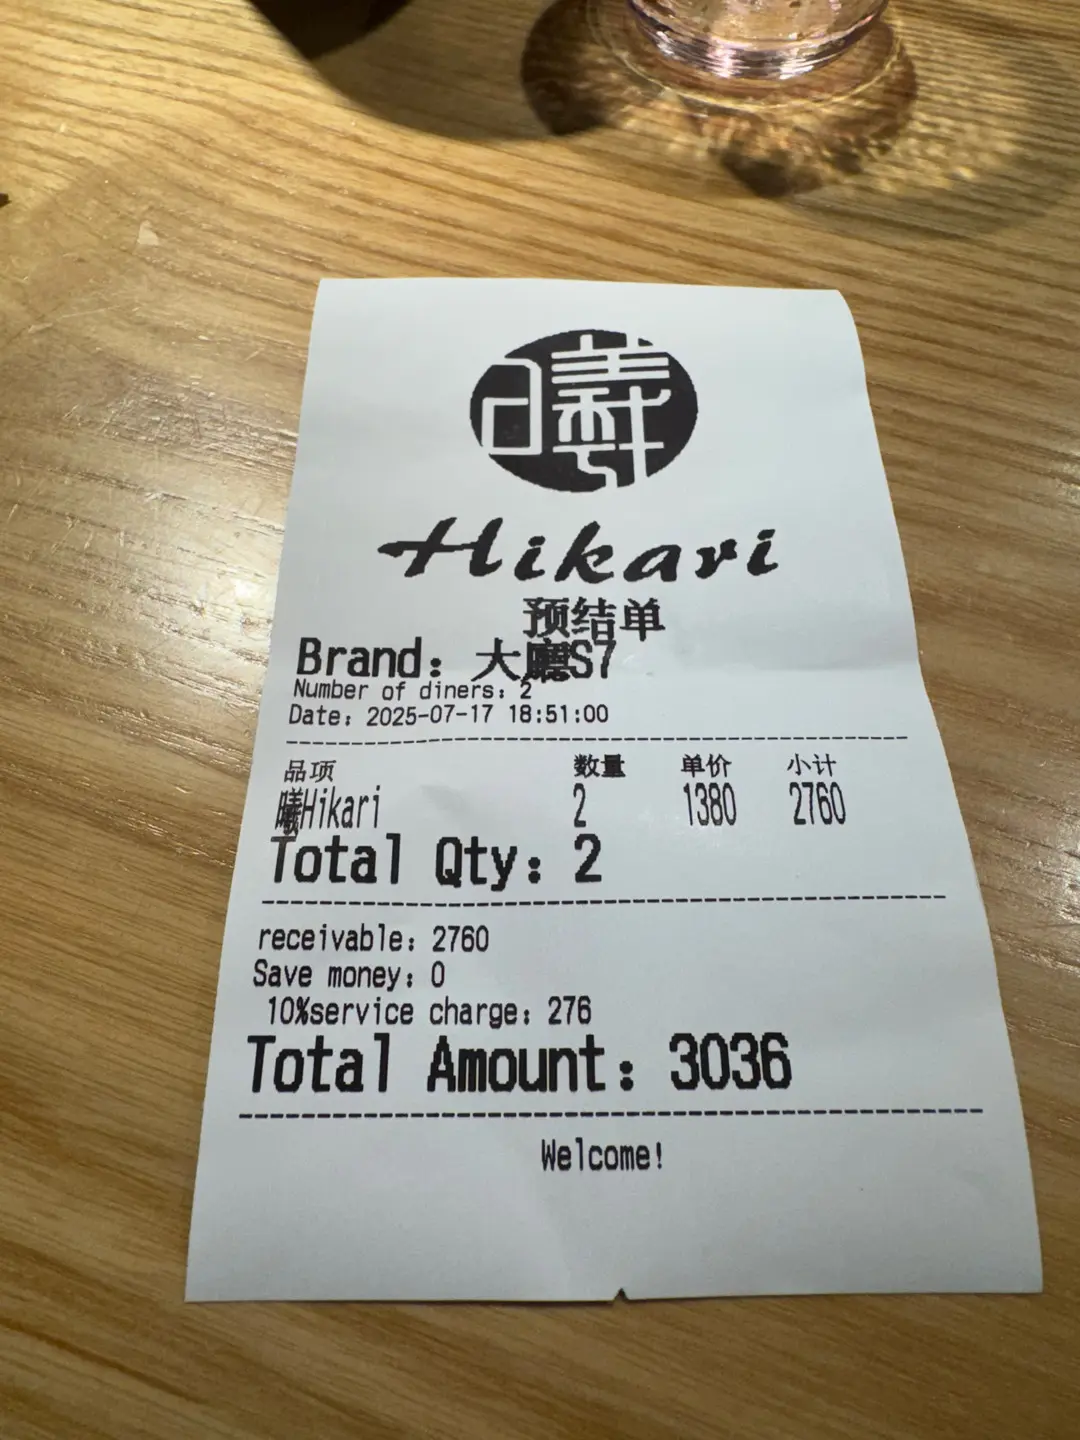 曦
Hikari
预结单
Brand: 大廳S7
Number of diners: 2
Date: 2025-07-17 18:51:00
品项 数量 单价 小计
曦Hikari 2 1380 2760
Total Qty: 2
receivable: 2760
Save money: 0
10%service charge: 276
Total Amount: 3036
Welcome!